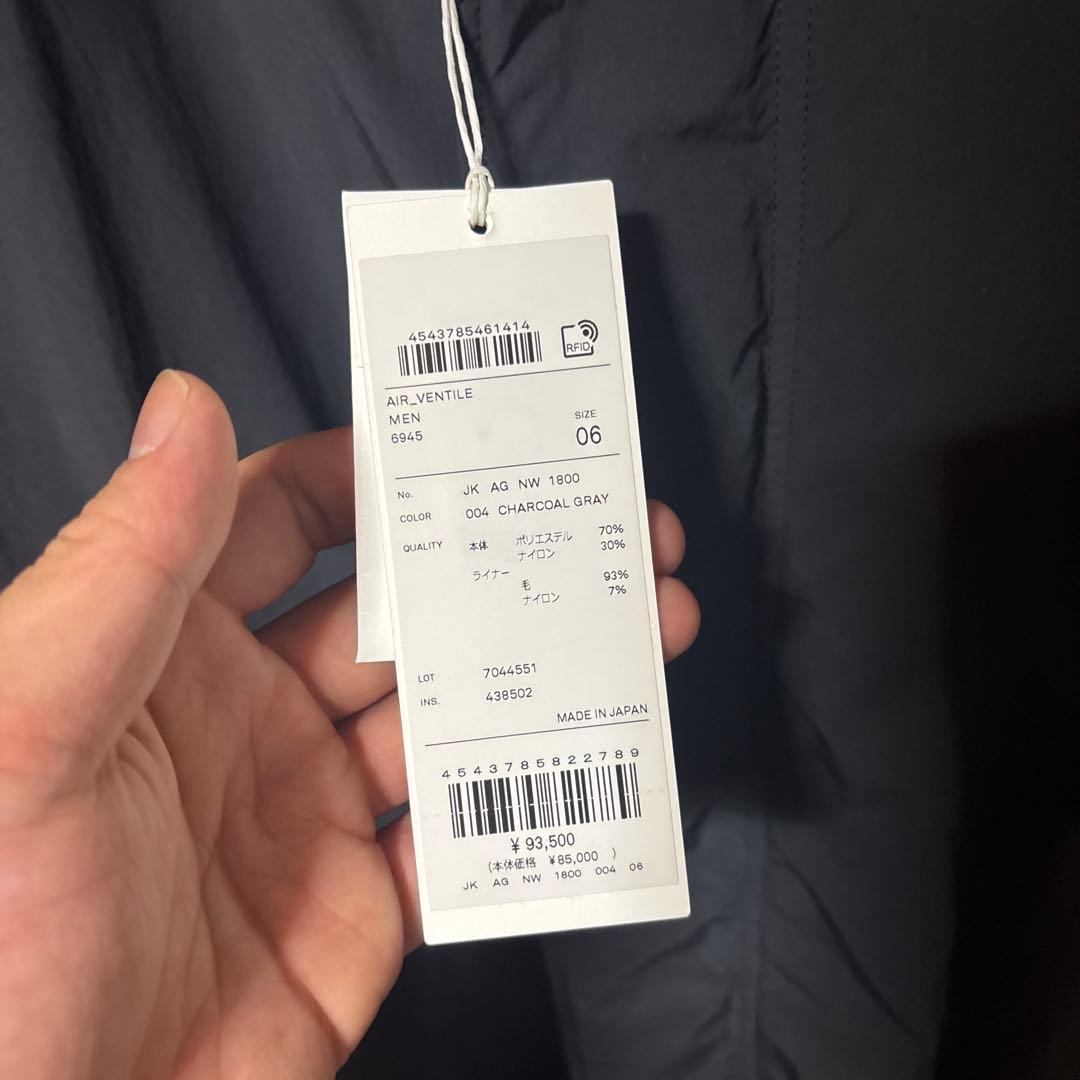 4543785461414
RFID
AIR_VENTILE
MEN
6945
SIZE
06
No. JK AG NW 1800
COLOR 004 CHARCOAL GRAY
QUALITY 本体 ポリエステル 70%
ナイロン 30%
ライナー
毛 93%
ナイロン 7%
LOT 7044551
INS. 438502
MADE IN JAPAN
4543785822789
¥ 93,500
(本体価格 ¥85,000 )
JK AG NW 1800 004 06